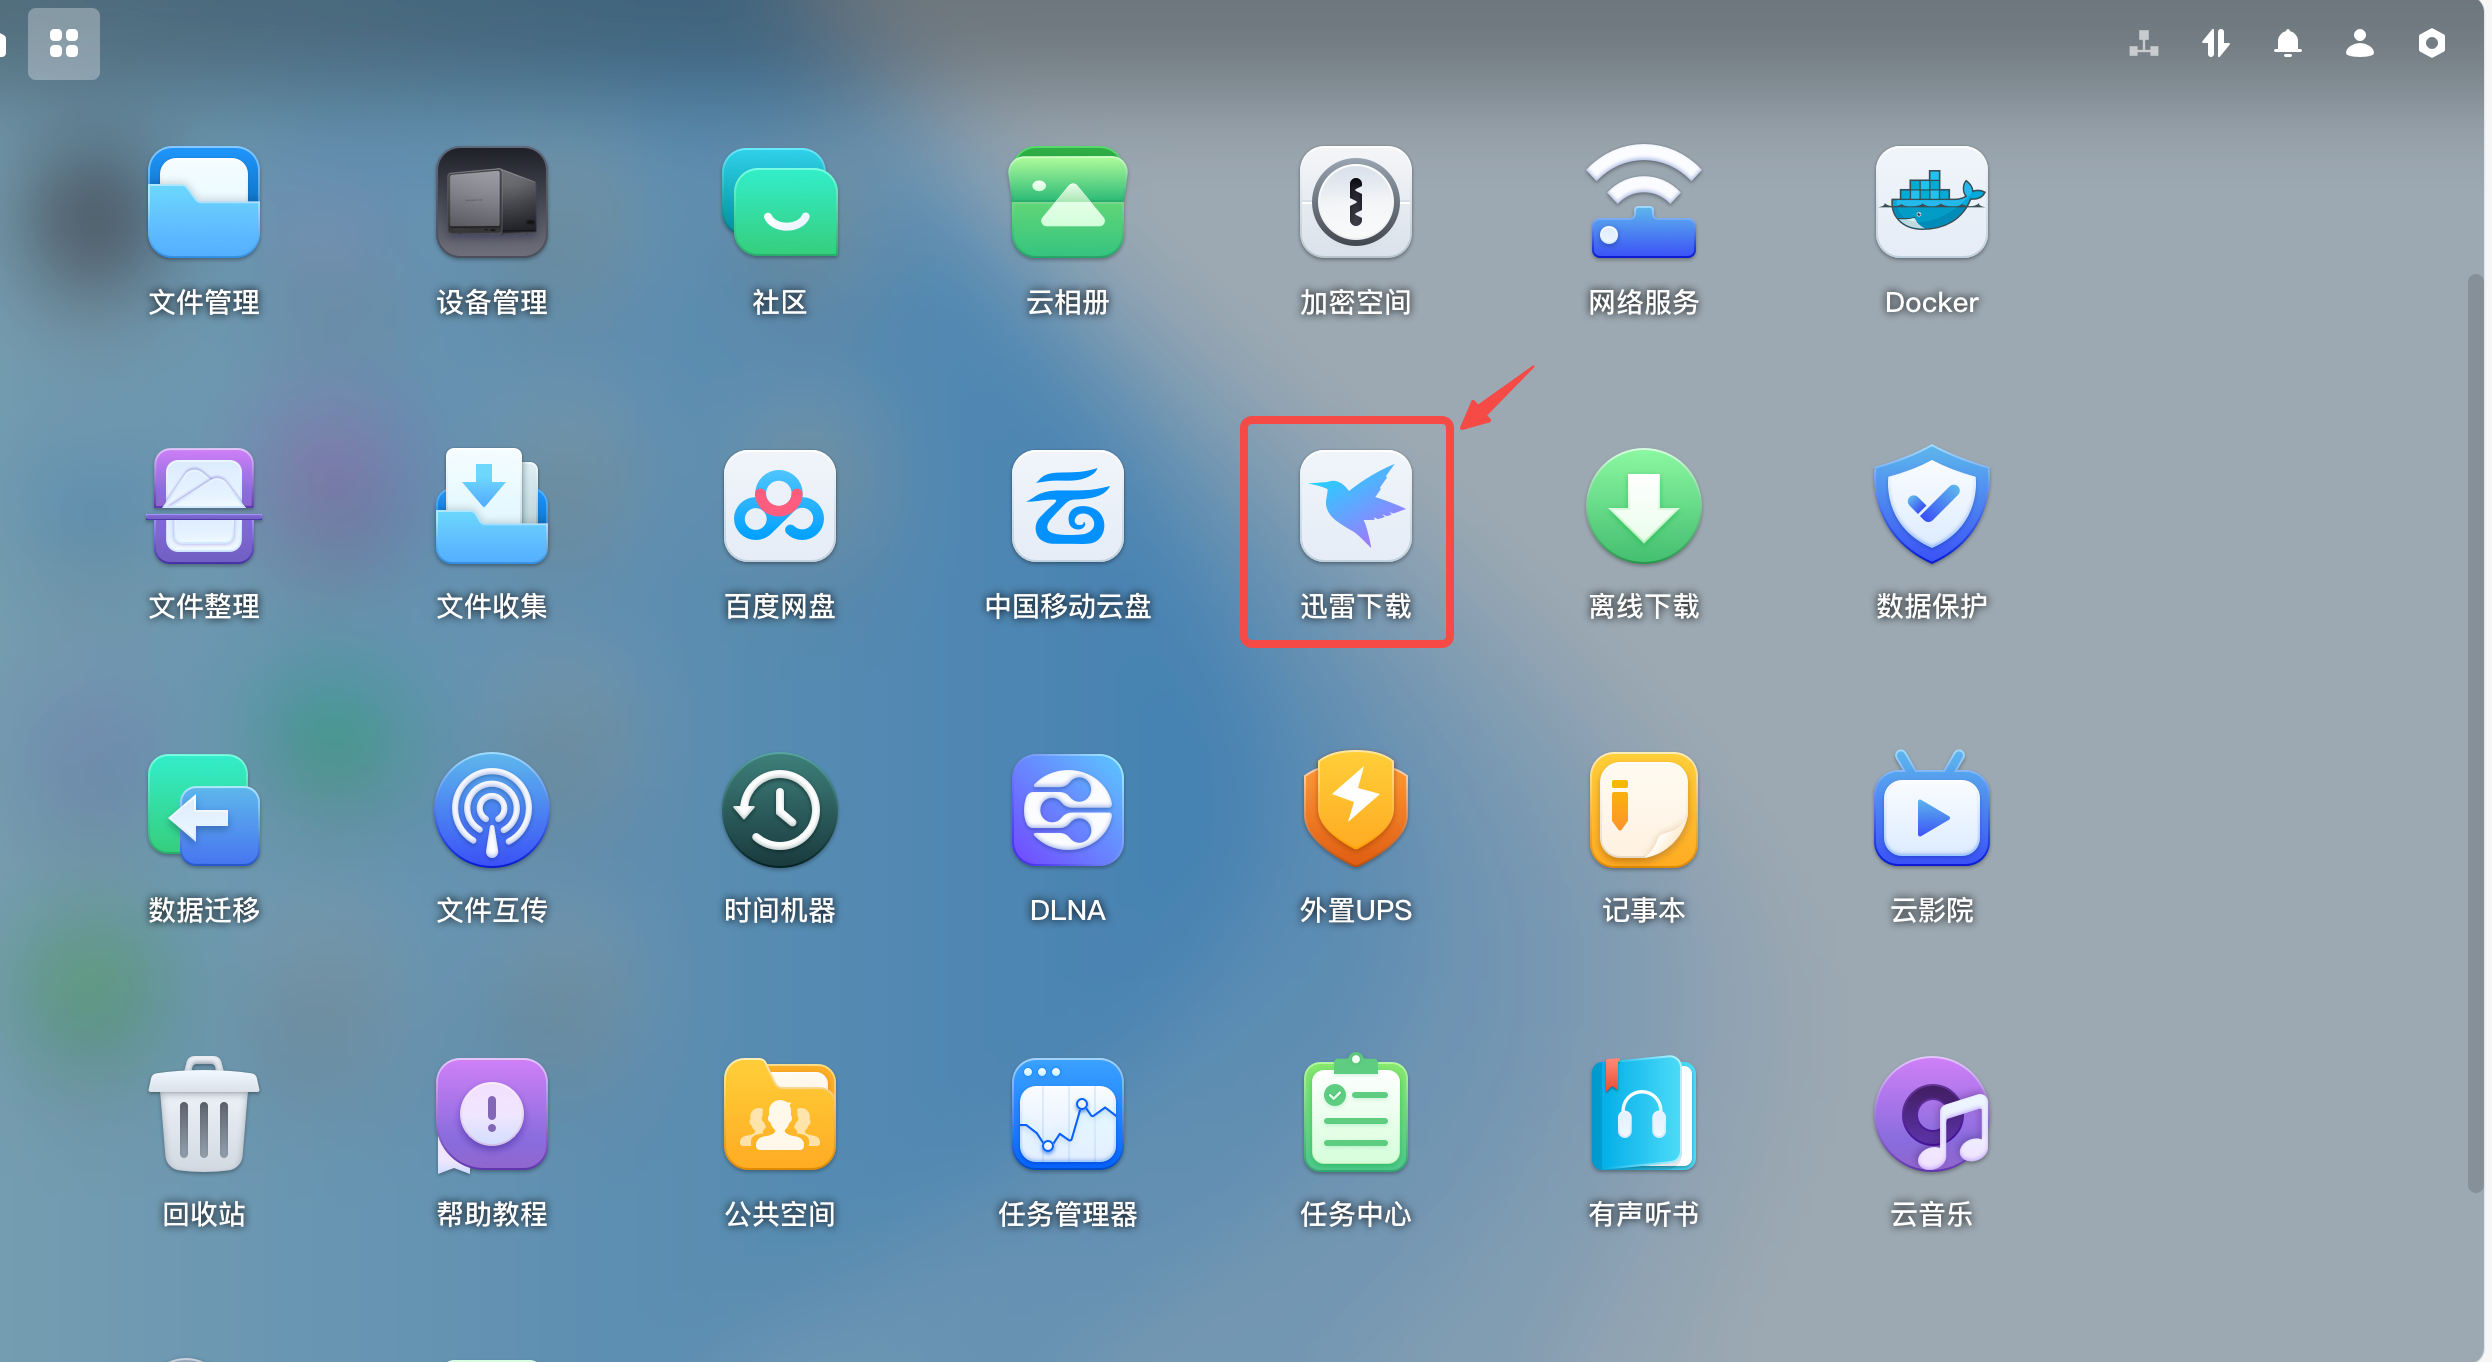 文件管理
设备管理
社区
云相册
加密空间
网络服务
Docker
文件整理
文件收集
百度网盘
中国移动云盘
迅雷下载
离线下载
数据保护
数据迁移
文件互传
时间机器
DLNA
外置UPS
记事本
云影院
回收站
帮助教程
公共空间
任务管理器
任务中心
有声听书
云音乐